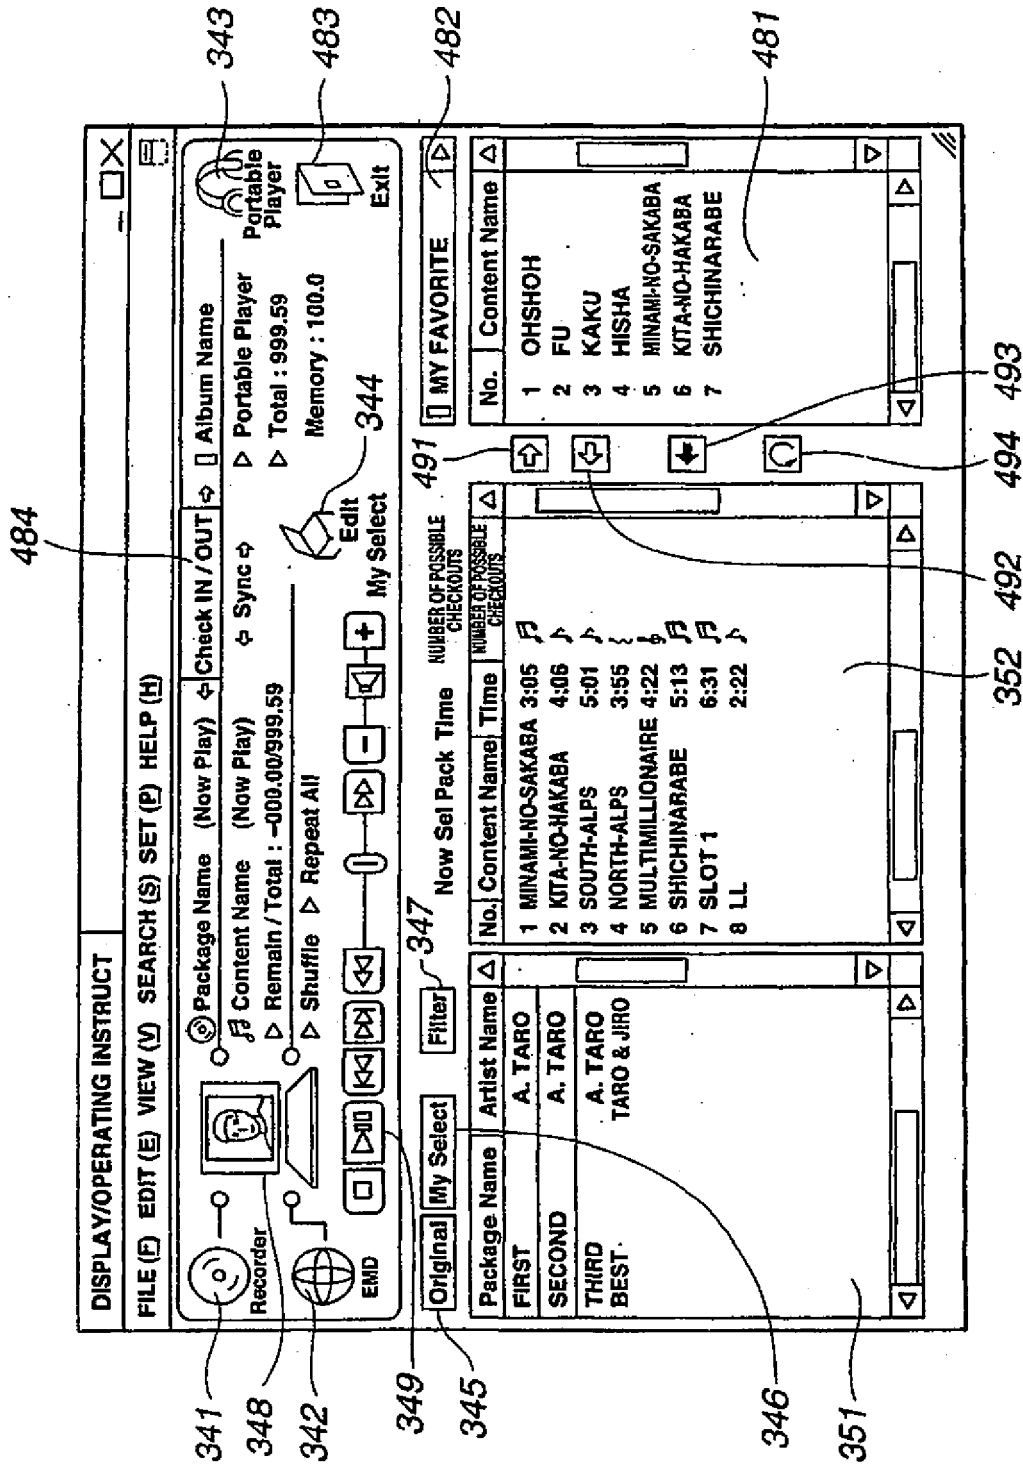 484
DISPLAY/OPERATING INSTRUCT
FILE (F) EDIT (E) VIEW (V) SEARCH (S) SET (P) HELP (H)
341
Recorder
348
342
EMD
Package Name (Now Play)
Content Name (Now Play)
Remain / Total : -000.00/999.59
Shuffle Repeat All
Check IN / OUT
Sync
Album Name
Portable Player
Total : 999.59
Memory : 100.0
Portable
Player
343
483
Exit
344
Edit
My Select
349
345
Original My Select Filter 347
Now Sel Pack Time
NUMBER OF POSSIBLE
CHECKOUTS
491
MY FAVORITE
482
Package Name Artist Name
FIRST A. TARO
SECOND A. TARO
THIRD A. TARO
BEST TARO & JIRO
No. Content Name Time NUMBER OF POSSIBLE
CHECKOUTS
1 MINAMI-NO-SAKABA 3:05
2 KITA-NO-HAKABA 4:06
3 SOUTH-ALPS 5:01
4 NORTH-ALPS 3:55
5 MULTIMILLIONAIRE 4:22
6 SHICHINARABE 5:13
7 SLOT 1 6:31
8 LL 2:22
No. Content Name
1 OHSHOH
2 FU
3 KAKU
4 HISHA
5 MINAMI-NO-SAKABA
6 KITA-NO-HAKABA
7 SHICHINARABE
481
346
351
352
492
494
493